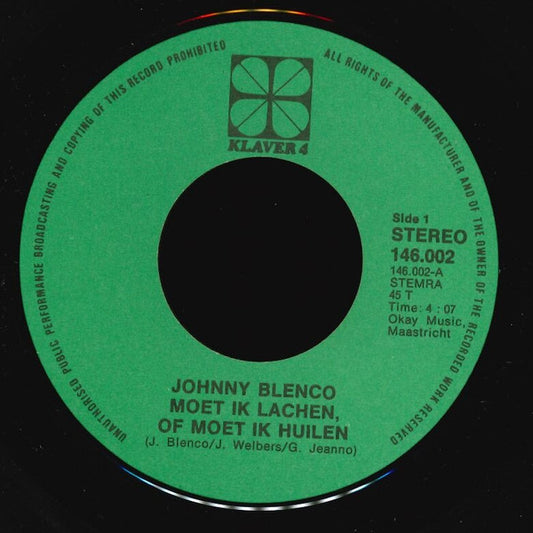 UNAUTHORISED PUBLIC PERFORMANCE BROADCASTING AND COPYING OF THIS RECORD PROHIBITED
ALL RIGHTS OF THE MANUFACTURER AND OF THE OWNER OF THE RECORDED WORK RESERVED
KLAVER 4
Side 1
STEREO
146.002
146.002-A
STEMRA
45 T
Time: 4 : 07
Okay Music,
Maastricht
JOHNNY BLENCO
MOET IK LACHEN,
OF MOET IK HUILEN
(J. Blenco/J. Welbers/G. Jeanno)